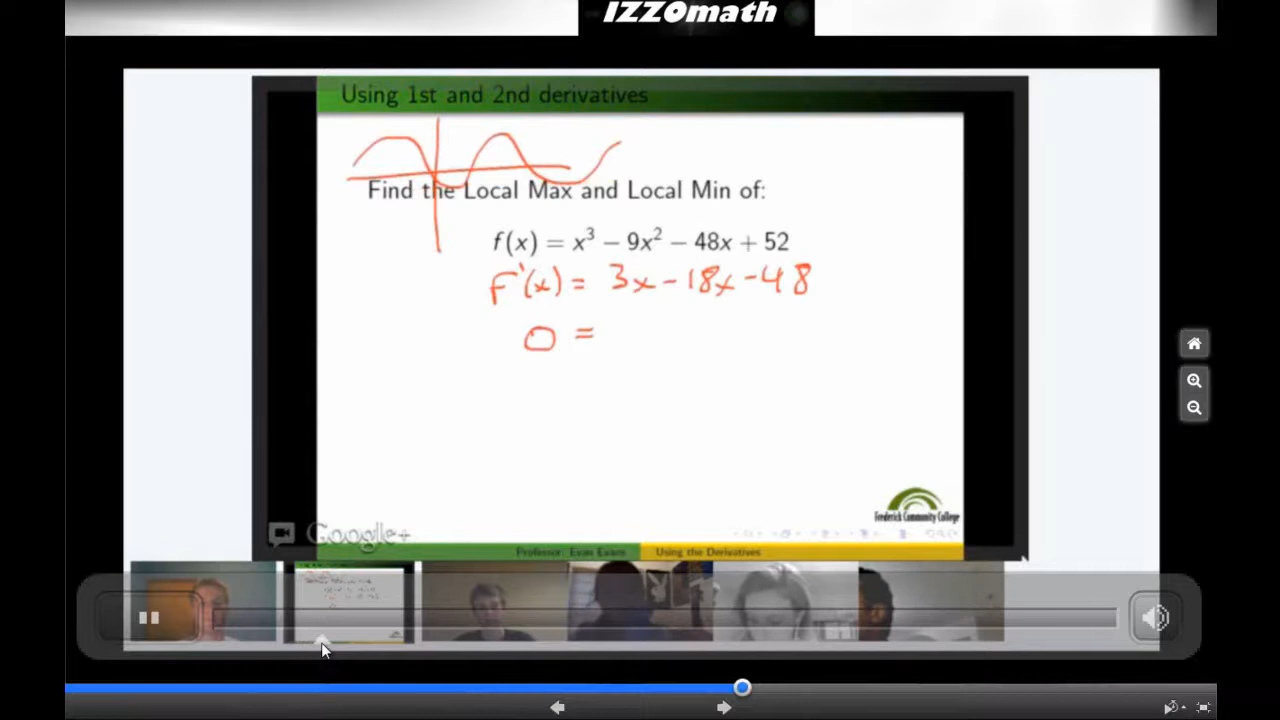 IZZOmath
Using 1st and 2nd derivatives
Find the Local Max and Local Min of:
f(x) = x³ − 9x² − 48x + 52
F'(x) = 3x - 18x - 48
0 =
Frederick Community College
Google+
Professor: Evan Evans
Using the Derivatives